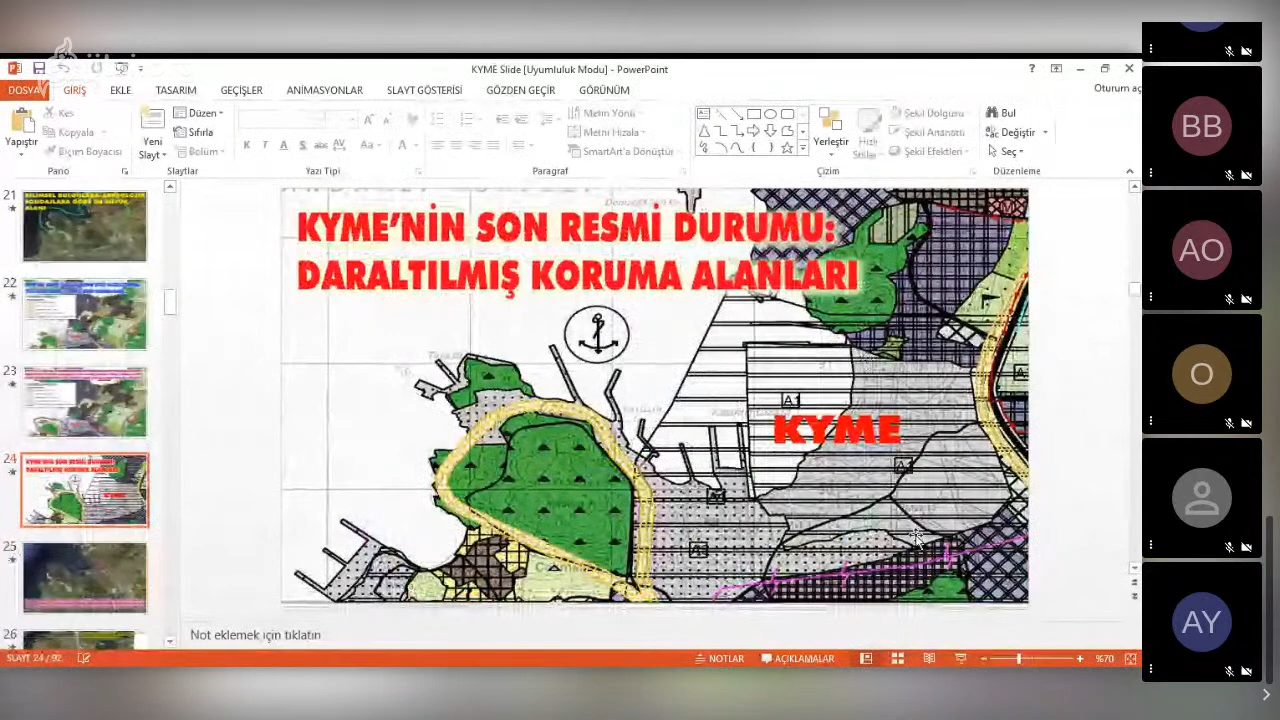 KYME Slide [Uyumluluk Modu] - PowerPoint
DOSYA GİRİŞ EKLE TASARIM GEÇİŞLER ANİMASYONLAR SLAYT GÖSTERİSİ GÖZDEN GEÇİR GÖRÜNÜM Oturum aç
Yapıştır
Kes
Kopyala
Biçim Boyacısı
Pano
Yeni
Slayt
Düzen
Sıfırla
Bölüm
Slaytlar
Yazı Tipi
Metin Yönü
Metni Hizala
SmartArt'a Dönüştür
Paragraf
Yerleştir
Hızlı
Stiller
Şekil Dolgusu
Şekil Anahattı
Şekil Efektleri
Çizim
Bul
Değiştir
Seç
Düzenleme
21
22
23
24
25
26
KYME'NİN SON RESMİ DURUMU:
DARALTILMIŞ KORUMA ALANLARI
A1
KYME
Not eklemek için tıklatın
SLAYT 24 / 92
NOTLAR
AÇIKLAMALAR
%70
BB
AO
O
AY